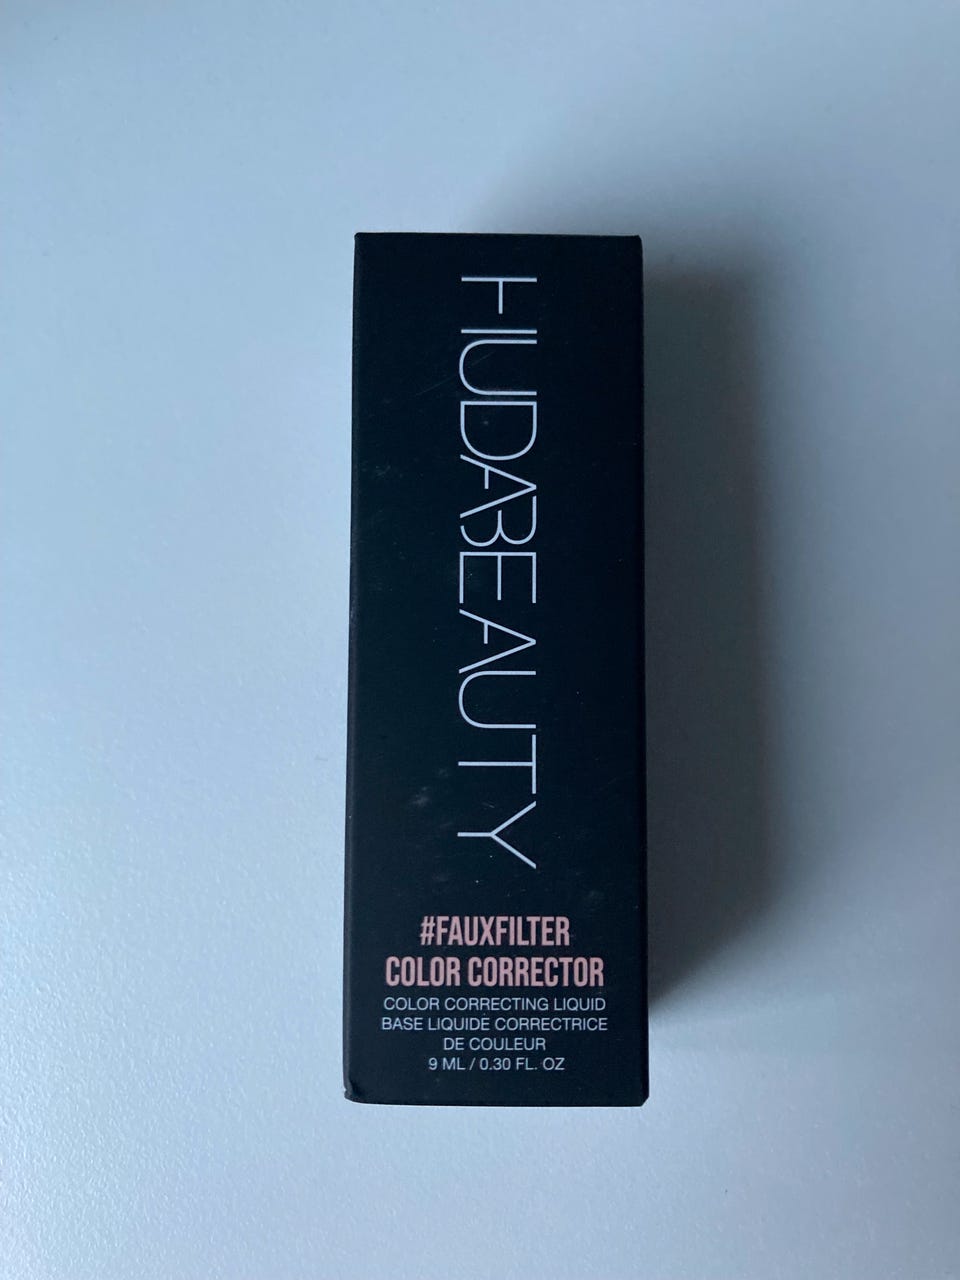 HUDABEAUTY
#FAUXFILTER
COLOR CORRECTOR
COLOR CORRECTING LIQUID
BASE LIQUIDE CORRECTRICE
DE COULEUR
9 ML / 0.30 FL. OZ